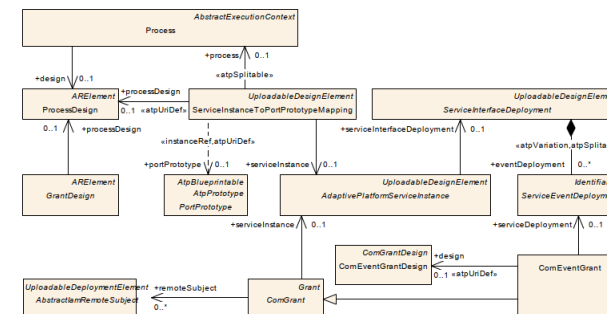 AbstractExecutionContext
Process
+process 0..1
+design 0..1
«atpSplitable»
ARElement
ProcessDesign
+processDesign
0..1 «atpUriDef»
UploadableDesignElement
ServiceInstanceToPortPrototypeMapping
UploadableDesignElem
ServiceInterfaceDeployment
0..1 +processDesign
«instanceRef,atpUriDef»
+serviceInterfaceDeployment 0..1
«atpVariation,atpSplita
+portPrototype 0..1
+serviceInstance 0..1
+eventDeployment 0..*
ARElement
GrantDesign
AtpBlueprintable
AtpPrototype
PortPrototype
UploadableDesignElement
AdaptivePlatformServiceInstance
Identifia
ServiceEventDeploym
+serviceInstance 0..1
+serviceDeployment 0..1
ComGrantDesign
ComEventGrantDesign
+design
0..1 «atpUriDef»
ComEventGrant
UploadableDeploymentElement
AbstractIamRemoteSubject
+remoteSubject
0..*
Grant
ComGrant